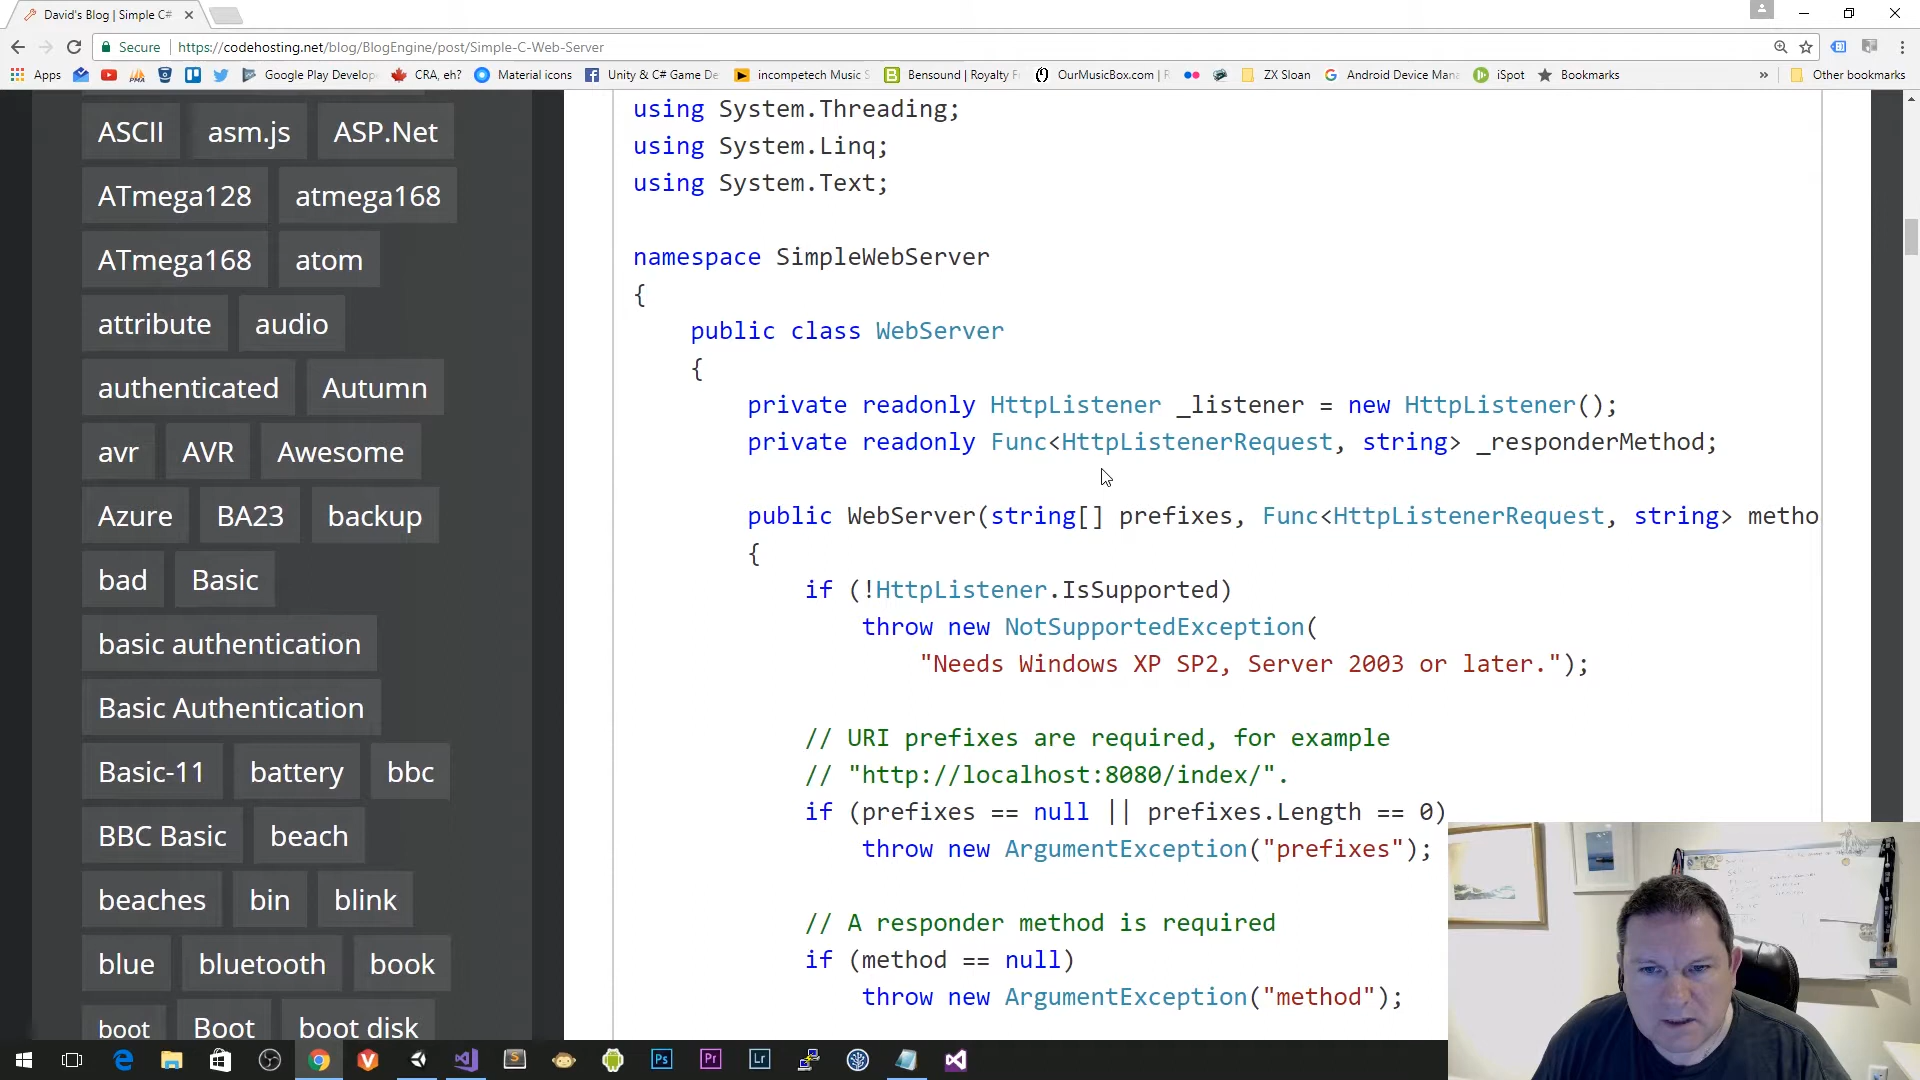 David's Blog | Simple C#
Secure | https://codehosting.net/blog/BlogEngine/post/Simple-C-Web-Server
Apps Google Play Develop CRA, eh? Material icons Unity & C# Game De incompetech Music Bensound | Royalty F OurMusicBox.com | R ZX Sloan Android Device Man iSpot Bookmarks » Other bookmarks
ASCII asm.js ASP.Net
ATmega128 atmega168
ATmega168 atom
attribute audio
authenticated Autumn
avr AVR Awesome
Azure BA23 backup
bad Basic
basic authentication
Basic Authentication
Basic-11 battery bbc
BBC Basic beach
beaches bin blink
blue bluetooth book
boot Boot boot disk
using System.Threading;
using System.Linq;
using System.Text;
namespace SimpleWebServer
{
public class WebServer
{
private readonly HttpListener _listener = new HttpListener();
private readonly Func<HttpListenerRequest, string> _responderMethod;
public WebServer(string[] prefixes, Func<HttpListenerRequest, string> metho
{
if (!HttpListener.IsSupported)
throw new NotSupportedException(
"Needs Windows XP SP2, Server 2003 or later.");
// URI prefixes are required, for example
// "http://localhost:8080/index/".
if (prefixes == null || prefixes.Length == 0)
throw new ArgumentException("prefixes");
// A responder method is required
if (method == null)
throw new ArgumentException("method");
Ps Pr Lr